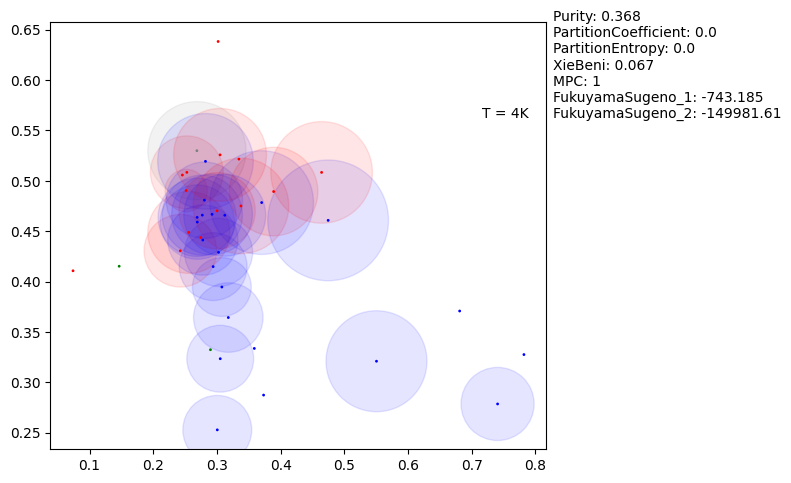 Purity: 0.368
PartitionCoefficient: 0.0
PartitionEntropy: 0.0
XieBeni: 0.067
MPC: 1
FukuyamaSugeno_1: -743.185
FukuyamaSugeno_2: -149981.61
T = 4K
0.65
0.60
0.55
0.50
0.45
0.40
0.35
0.30
0.25
0.1 0.2 0.3 0.4 0.5 0.6 0.7 0.8